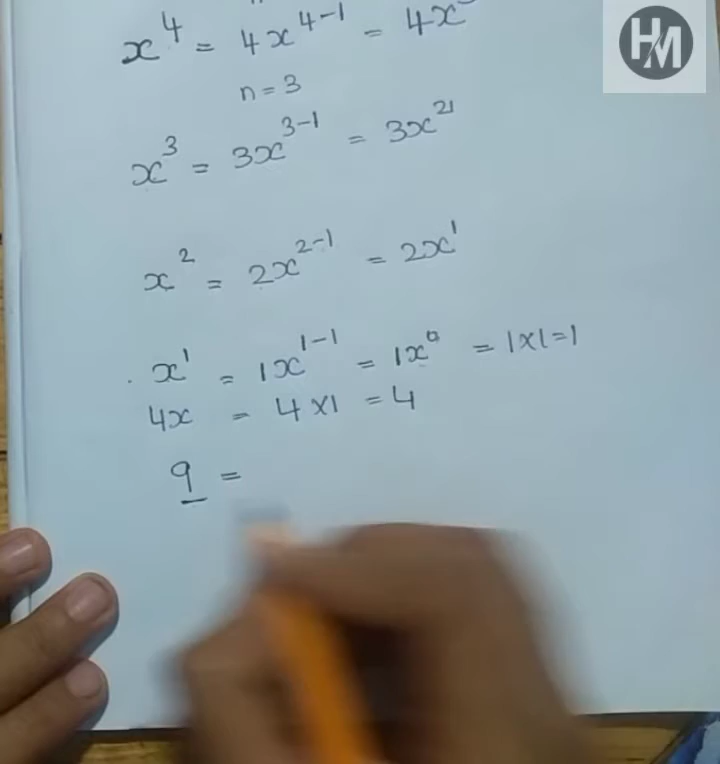 HM
x⁴ = 4x⁴⁻¹ = 4x
n = 3
x³ = 3x³⁻¹ = 3x²
x² = 2x²⁻¹ = 2x¹
x¹ = 1x¹⁻¹ = 1x⁰ = 1×1=1
4x = 4×1 = 4
9 =